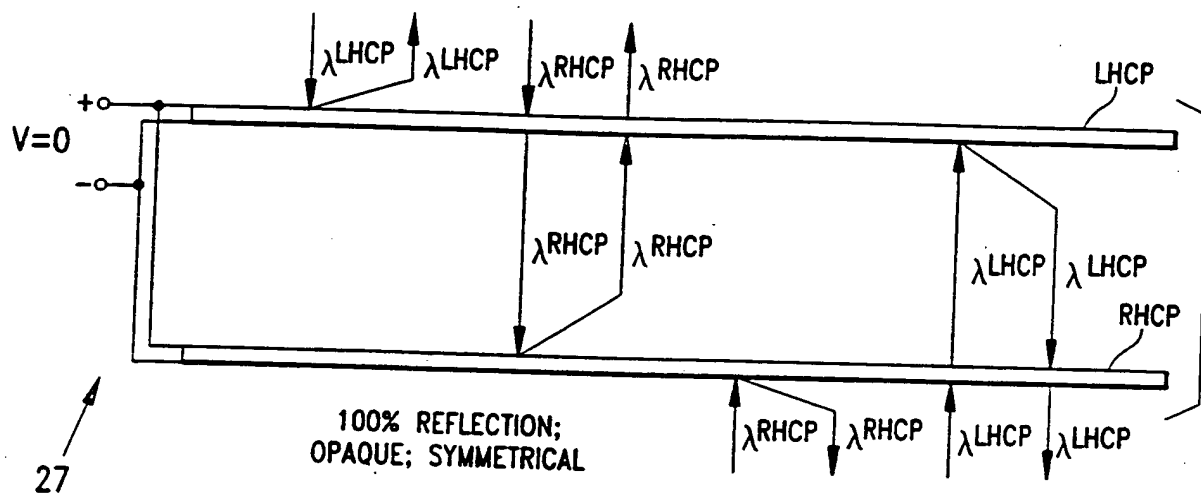 λLHCP λLHCP λRHCP λRHCP LHCP
+
V=0
-
λRHCP λRHCP λLHCP λLHCP
RHCP
100% REFLECTION;
OPAQUE; SYMMETRICAL
λRHCP λRHCP λLHCP λLHCP
27